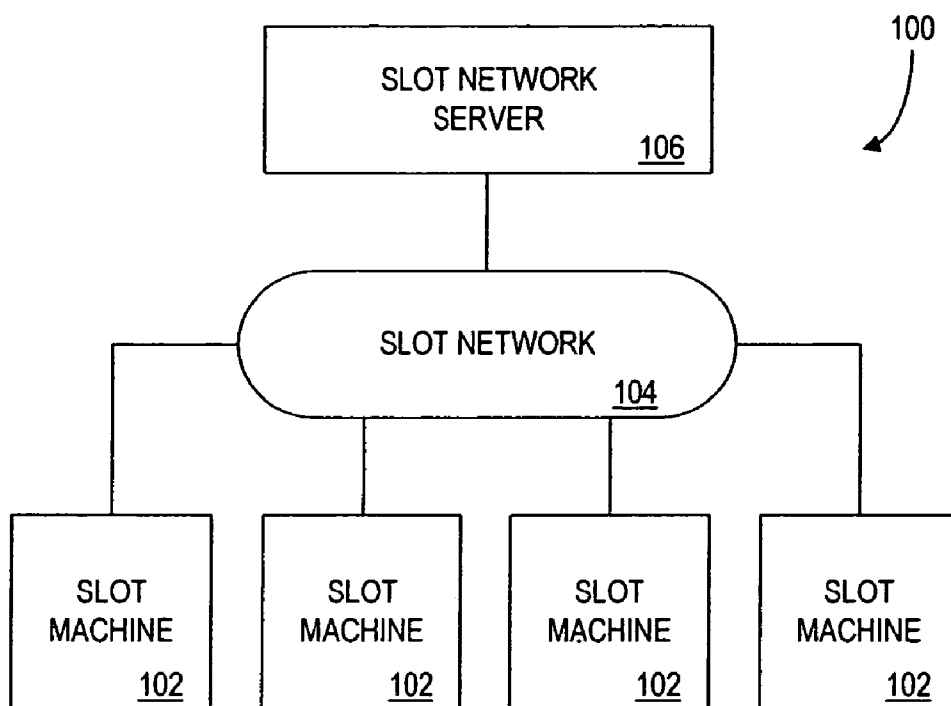 100
SLOT NETWORK
SERVER
106
SLOT NETWORK
104
SLOT
MACHINE
102
SLOT
MACHINE
102
SLOT
MACHINE
102
SLOT
MACHINE
102